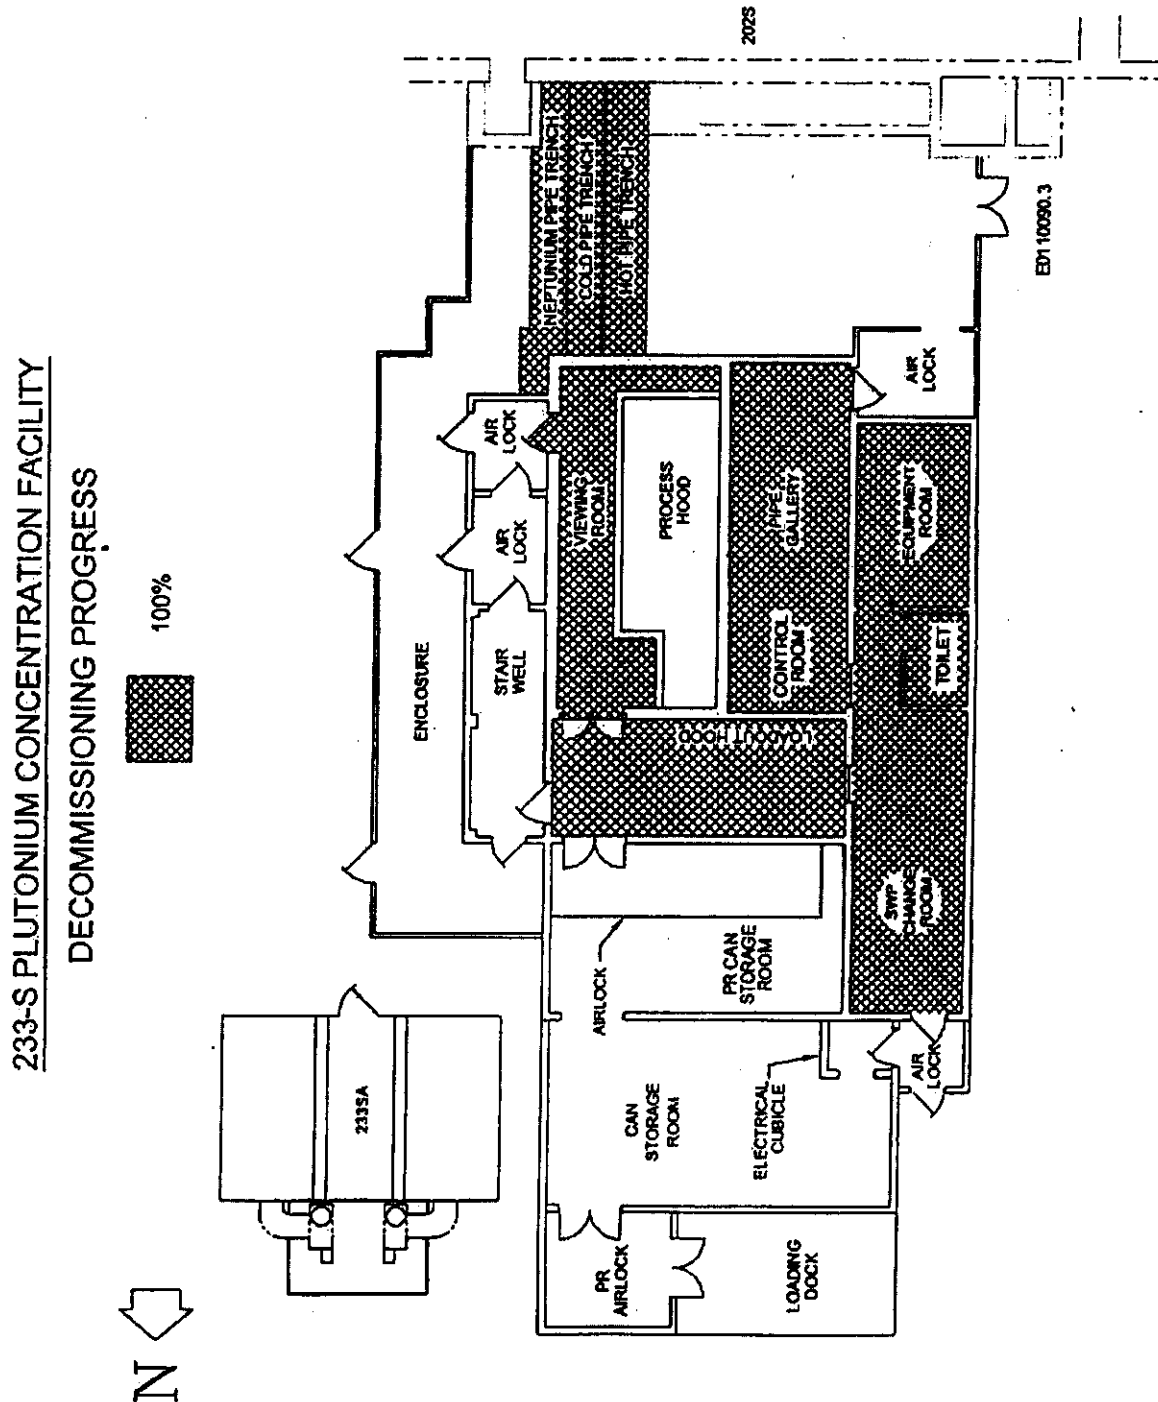 233-S PLUTONIUM CONCENTRATION FACILITY
DECOMMISSIONING PROGRESS
100%
N
202S
NEPTUNIUM PIPE TRENCH
COLD PIPE TRENCH
HOT PIPE TRENCH
ENCLOSURE
AIR
LOCK
AIR
LOCK
STAIR
WELL
233SA
VIEWING
ROOM
PROCESS
HOOD
PIPE
GALLERY
CONTROL
ROOM
LOADOUT HOOD
AIR
LOCK
EQUIPMENT
ROOM
TOILET
SWP
CHANGE
ROOM
AIRLOCK
PR CAN
STORAGE
ROOM
CAN
STORAGE
ROOM
ELECTRICAL
CUBICLE
AIR
LOCK
PR
AIRLOCK
LOADING
DOCK
E0110090.3